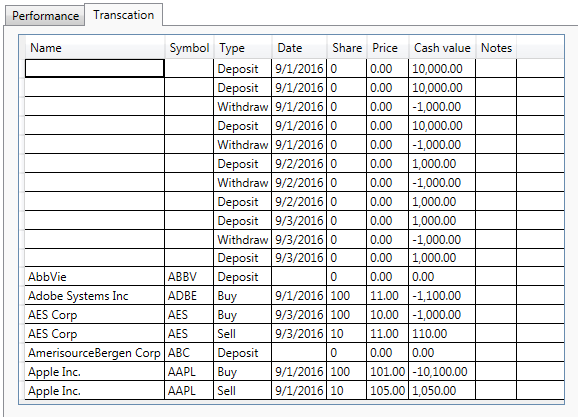 Performance Transcation
Name Symbol Type Date Share Price Cash value Notes
Deposit 9/1/2016 0 0.00 10,000.00
Deposit 9/1/2016 0 0.00 10,000.00
Withdraw 9/1/2016 0 0.00 -1,000.00
Deposit 9/1/2016 0 0.00 10,000.00
Withdraw 9/1/2016 0 0.00 -1,000.00
Deposit 9/2/2016 0 0.00 1,000.00
Withdraw 9/2/2016 0 0.00 -1,000.00
Deposit 9/2/2016 0 0.00 1,000.00
Deposit 9/3/2016 0 0.00 1,000.00
Withdraw 9/3/2016 0 0.00 -1,000.00
Deposit 9/3/2016 0 0.00 1,000.00
AbbVie ABBV Deposit 0 0.00 0.00
Adobe Systems Inc ADBE Buy 9/1/2016 100 11.00 -1,100.00
AES Corp AES Buy 9/3/2016 100 10.00 -1,000.00
AES Corp AES Sell 9/3/2016 10 11.00 110.00
AmerisourceBergen Corp ABC Deposit 0 0.00 0.00
Apple Inc. AAPL Buy 9/1/2016 100 101.00 -10,100.00
Apple Inc. AAPL Sell 9/1/2016 10 105.00 1,050.00